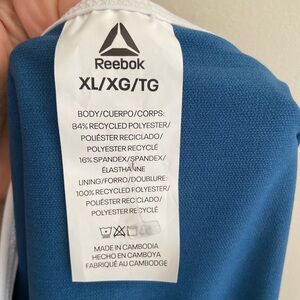 Reebok
XL/XG/TG
BODY/CUERPO/CORPS:
84% RECYCLED POLYESTER/
POLIÉSTER RECICLADO/
POLYESTER RECYCLÉ
16% SPANDEX/SPANDEX/
ÉLASTHANNE
LINING/FORRO/DOUBLURE:
100% RECYCLED POLYESTER/
POLIÉSTER RECICLADO/
POLYESTER RECYCLÉ
MADE IN CAMBODIA
HECHO EN CAMBOYA
FABRIQUÉ AU CAMBODGE